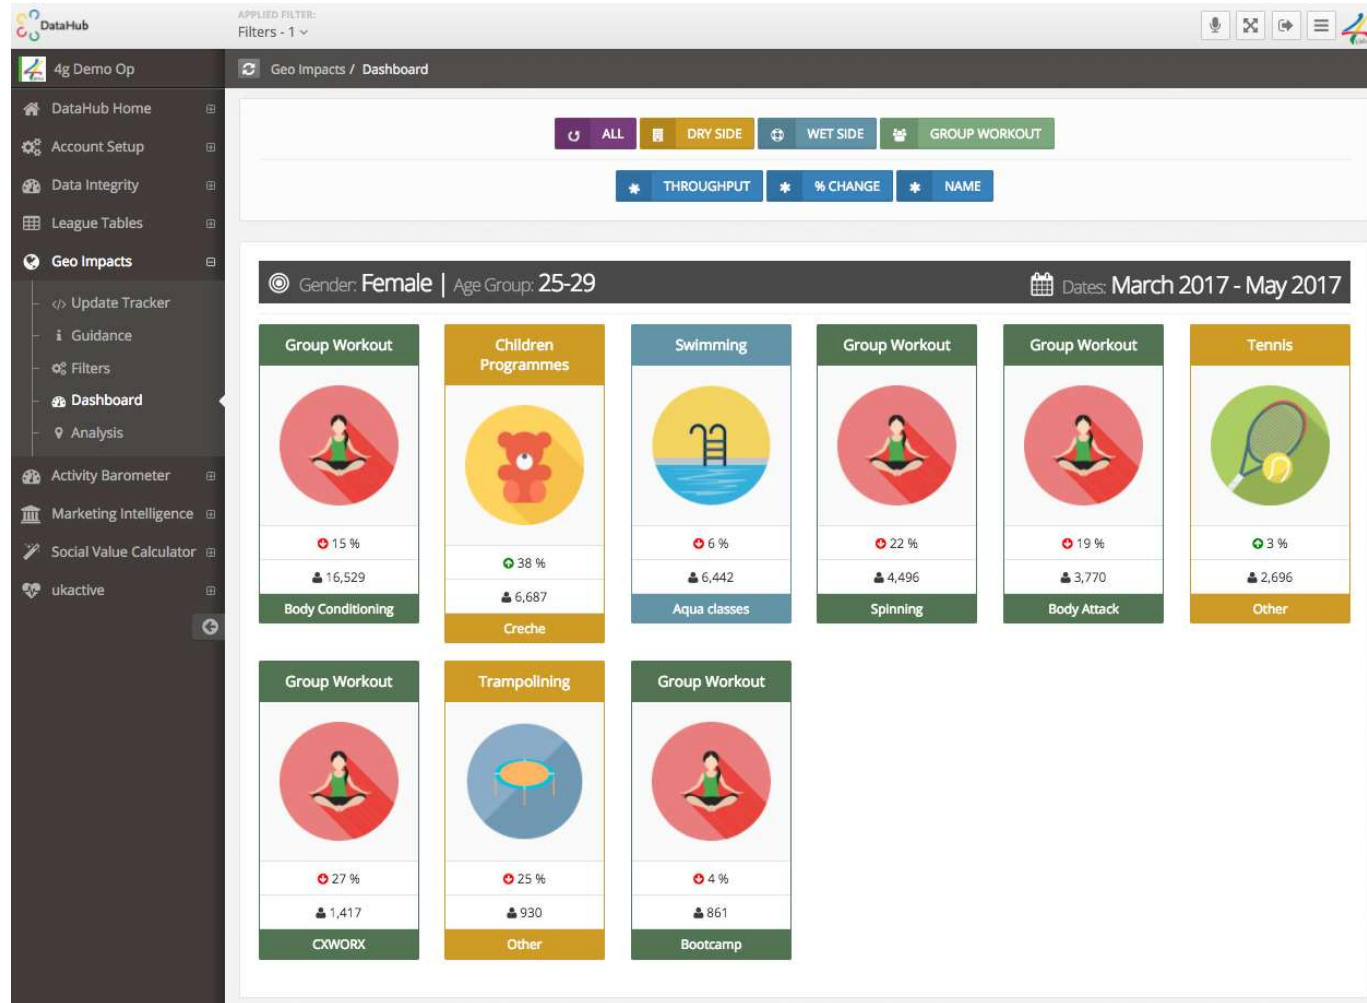 DataHub
APPLIED FILTER:
Filters - 1
4g Demo Op
Geo Impacts / Dashboard
DataHub Home
Account Setup
Data Integrity
League Tables
Geo Impacts
Update Tracker
Guidance
Filters
Dashboard
Analysis
Activity Barometer
Marketing Intelligence
Social Value Calculator
ukactive
ALL
DRY SIDE
WET SIDE
GROUP WORKOUT
THROUGHPUT
% CHANGE
NAME
Gender: Female | Age Group: 25-29
Dates: March 2017 - May 2017
Group Workout
15 %
16,529
Body Conditioning
Children
Programmes
38 %
6,687
Creche
Swimming
6 %
6,442
Aqua classes
Group Workout
22 %
4,496
Spinning
Group Workout
19 %
3,770
Body Attack
Tennis
3 %
2,696
Other
Group Workout
27 %
1,417
CXWORX
Trampolining
25 %
930
Other
Group Workout
4 %
861
Bootcamp